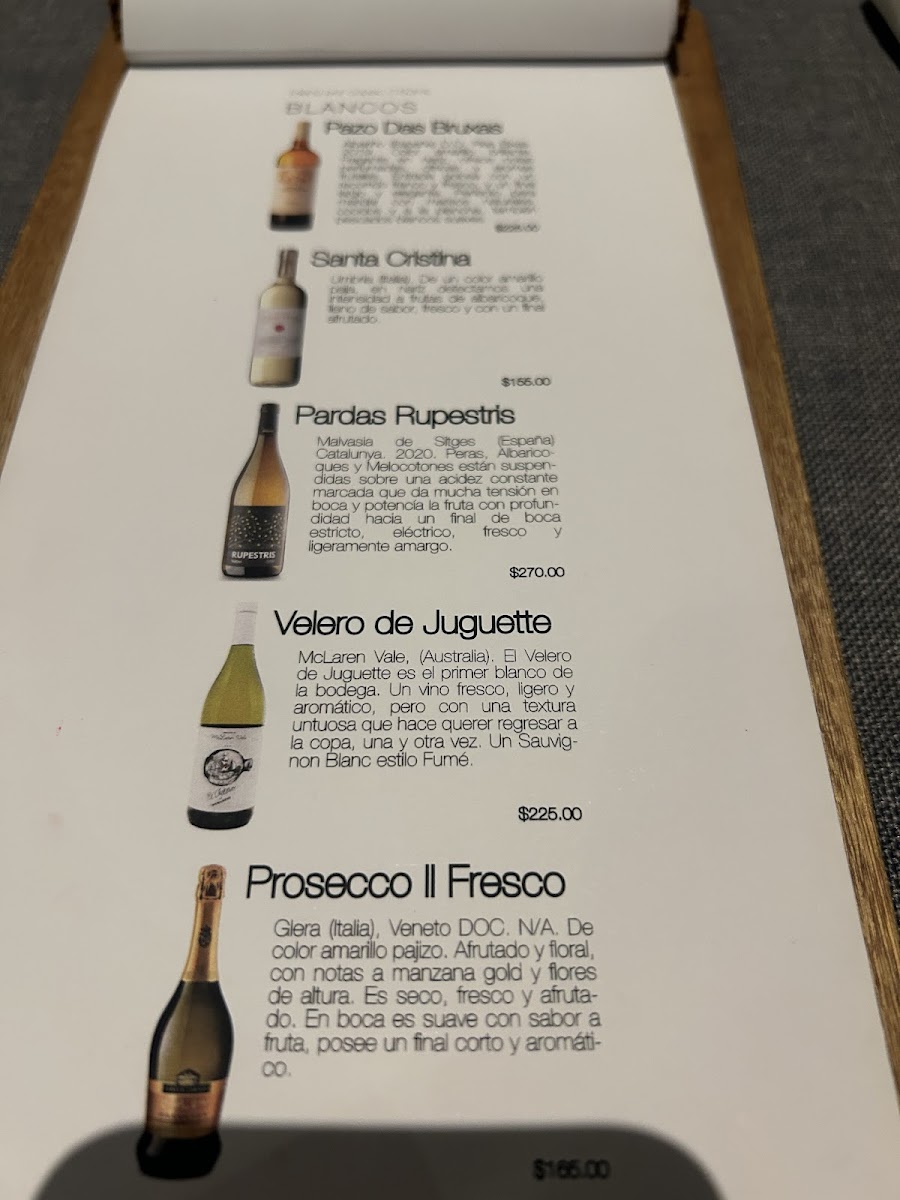 BLANCOS
Pazo Das Bruxas
$225.00
Santa Cristina
Umbria (Italia). De un color amarillo
paja, en nariz detectamos una
intensidad a frutas de albaricoque,
lleno de sabor, fresco y con un final
afrutado.
$155.00
Pardas Rupestris
Malvasia de Sitges (España)
Catalunya. 2020. Peras, Albarico-
ques y Melocotones están suspen-
didas sobre una acidez constante
marcada que da mucha tensión en
boca y potencía la fruta con profun-
didad hacia un final de boca
estricto, eléctrico, fresco y
ligeramente amargo.
RUPESTRIS
$270.00
Velero de Juguette
McLaren Vale, (Australia). El Velero
de Juguette es el primer blanco de
la bodega. Un vino fresco, ligero y
aromático, pero con una textura
untuosa que hace querer regresar a
la copa, una y otra vez. Un Sauvig-
non Blanc estilo Fumé.
$225.00
Prosecco Il Fresco
Glera (Italia), Veneto DOC. N/A. De
color amarillo pajizo. Afrutado y floral,
con notas a manzana gold y flores
de altura. Es seco, fresco y afruta-
do. En boca es suave con sabor a
fruta, posee un final corto y aromáti-
co.
$165.00